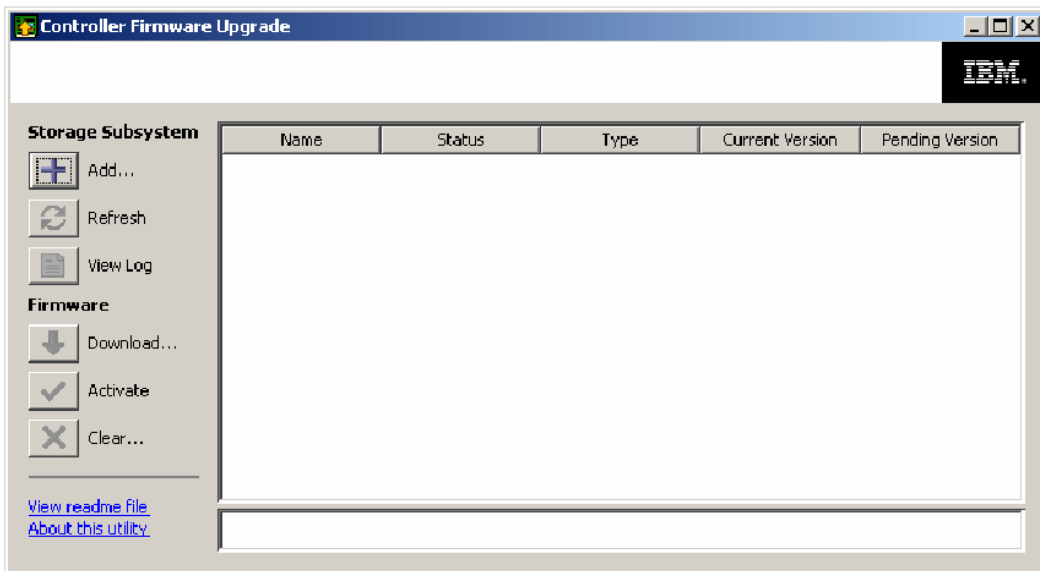 Controller Firmware Upgrade
IBM.
Storage Subsystem
Add...
Refresh
View Log
Firmware
Download...
Activate
Clear...
View readme file
About this utility
Name Status Type Current Version Pending Version